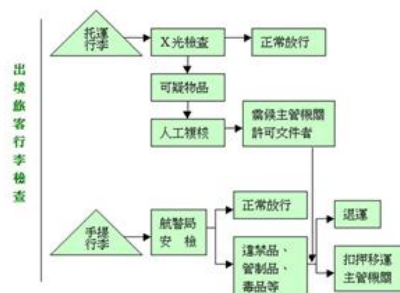 出境旅客行李檢查
托運
行李
X光檢查
正常放行
可疑物品
人工複核
需候主管機關
許可文件者
手提
行李
航警局
安檢
正常放行
違禁品、
管制品、
毒品等
退運
扣押移運
主管機關